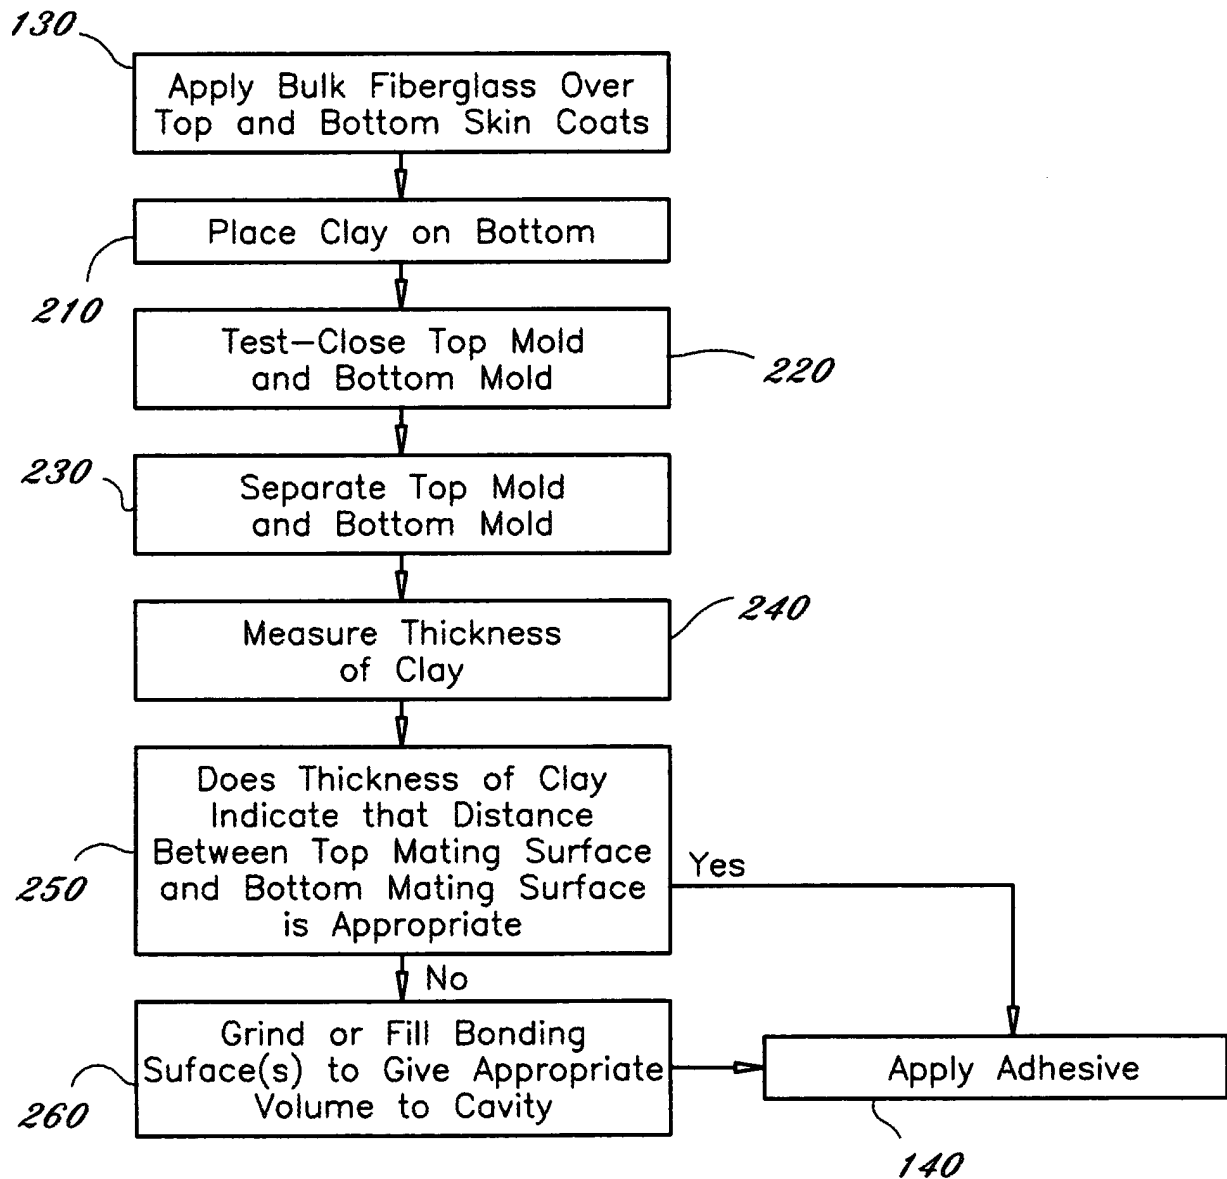 130
Apply Bulk Fiberglass Over
Top and Bottom Skin Coats
Place Clay on Bottom
210
Test-Close Top Mold
and Bottom Mold
220
230
Separate Top Mold
and Bottom Mold
240
Measure Thickness
of Clay
Does Thickness of Clay
Indicate that Distance
Between Top Mating Surface
and Bottom Mating Surface
is Appropriate
250
Yes
No
Grind or Fill Bonding
Suface(s) to Give Appropriate
Volume to Cavity
260
Apply Adhesive
140